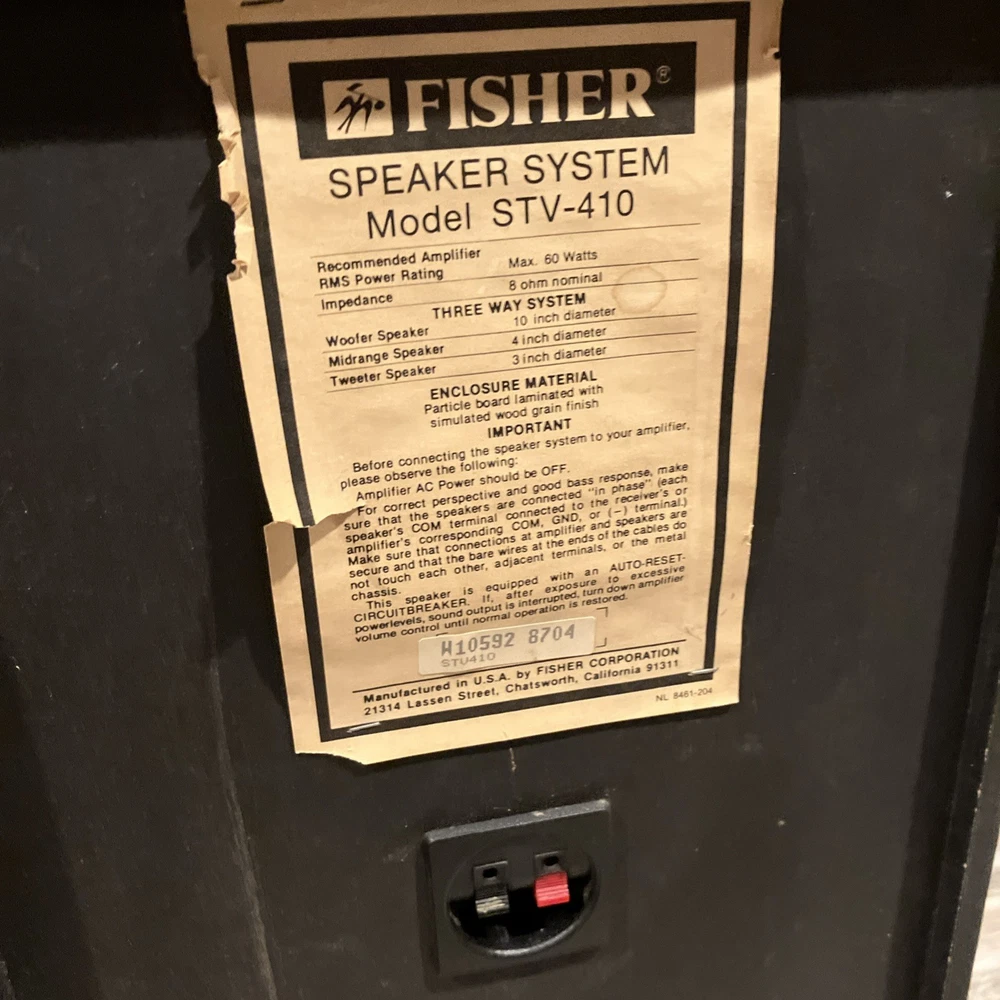 FISHER®
SPEAKER SYSTEM
Model STV-410
Recommended Amplifier
RMS Power Rating Max. 60 Watts
Impedance 8 ohm nominal
THREE WAY SYSTEM
Woofer Speaker 10 inch diameter
Midrange Speaker 4 inch diameter
Tweeter Speaker 3 inch diameter
ENCLOSURE MATERIAL
Particle board laminated with
simulated wood grain finish
IMPORTANT
Before connecting the speaker system to your amplifier,
please observe the following:
Amplifier AC Power should be OFF.
For correct perspective and good bass response, make
sure that the speakers are connected "in phase" (each
speaker's COM terminal connected to the receiver's or
amplifier's corresponding COM, GND, or (-) terminal.)
Make sure that connections at amplifier and speakers are
secure and that the bare wires at the ends of the cables do
not touch each other, adjacent terminals, or the metal
chassis.
This speaker is equipped with an AUTO-RESET-
CIRCUITBREAKER. If, after exposure to excessive
powerlevels, sound output is interrupted, turn down amplifier
volume control until normal operation is restored.
W10592 8704
STV410
Manufactured in U.S.A. by FISHER CORPORATION
21314 Lassen Street, Chatsworth, California 91311
NL 8461-204